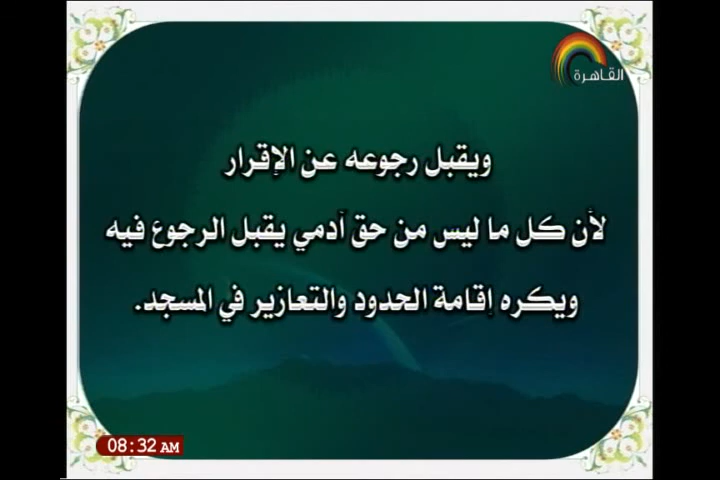 القاهرة
ويقبل رجوعه عن الإقرار
لأن كل ما ليس من حق أدمي يقبل الرجوع فيه
ويكره إقامة الحدود والتعازير في المسجد.
08:32 AM